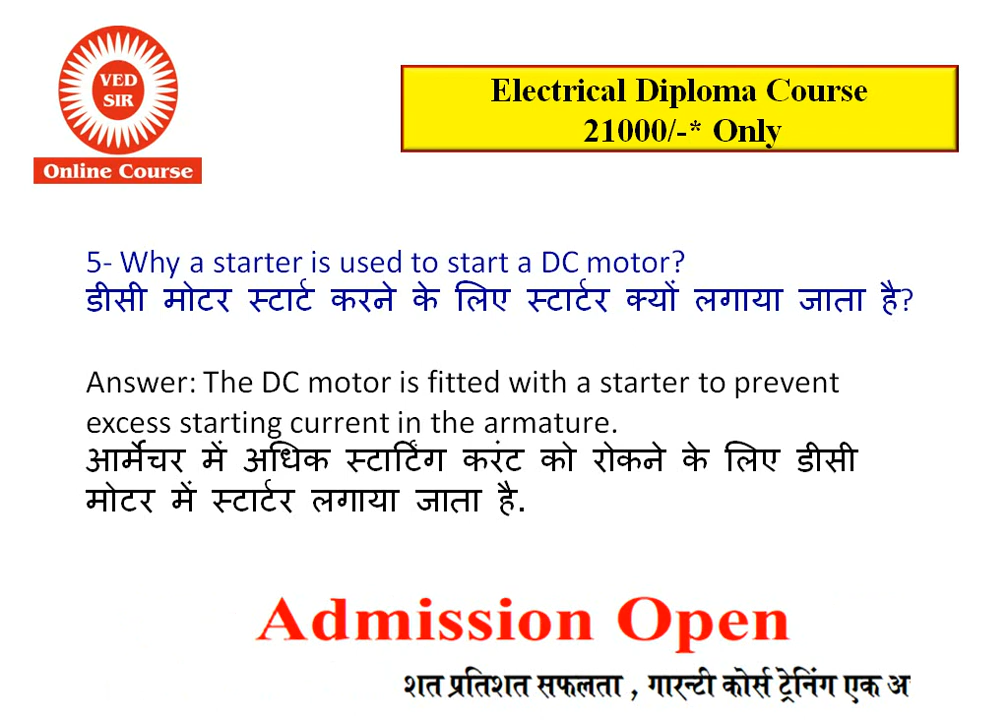 VED
SIR
Online Course
Electrical Diploma Course
21000/-* Only
5- Why a starter is used to start a DC motor?
डीसी मोटर स्टार्ट करने के लिए स्टार्टर क्यों लगाया जाता है?
Answer: The DC motor is fitted with a starter to prevent
excess starting current in the armature.
आर्मेचर में अधिक स्टार्टिंग करंट को रोकने के लिए डीसी
मोटर में स्टार्टर लगाया जाता है.
Admission Open
शत प्रतिशत सफलता , गारन्टी कोर्स ट्रेनिंग एक